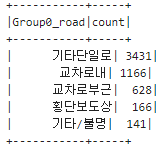 +-----------+-----+
|Group0_road|count|
+-----------+-----+
|     기타단일로| 3431|
|       교차로내| 1166|
|     교차로부근|  628|
|     횡단보도상|  166|
|      기타/불명|  141|
+-----------+-----+